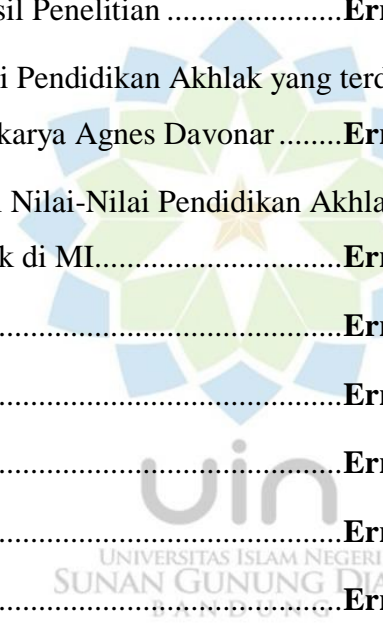 sil Penelitian ......................Err
i Pendidikan Akhlak yang terd
karya Agnes Davonar ........Err
Nilai-Nilai Pendidikan Akhla
k di MI...........................Err
.......................................Err
.......................................Err
.......................................Err
uin
.......................................Err
UNIVERSITAS ISLAM NEGERI
SUNAN GUNUNG DJA
.......................................Err
BANDUNG